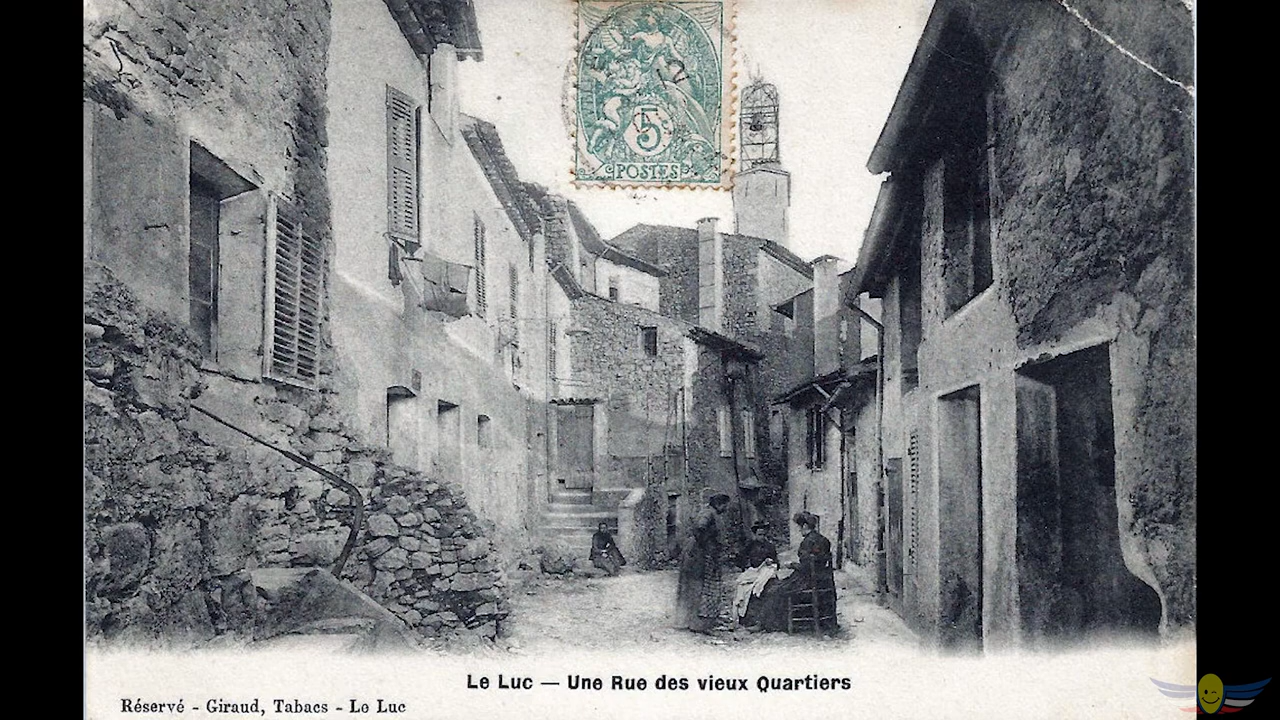 5
POSTES
Le Luc — Une Rue des vieux Quartiers
Réservé - Giraud, Tabacs - Le Luc